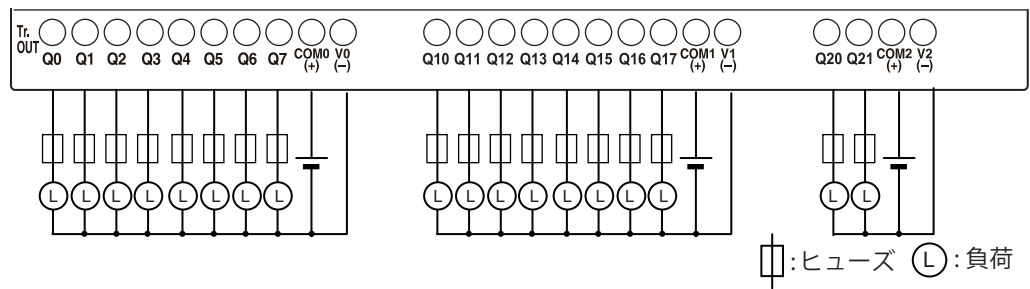 Tr.
OUT
Q0 Q1 Q2 Q3 Q4 Q5 Q6 Q7 COM0 (+) V0 (–)
Q10 Q11 Q12 Q13 Q14 Q15 Q16 Q17 COM1 (+) V1 (–)
Q20 Q21 COM2 (+) V2 (–)
L L L L L L L L
L L L L L L L L
L L
:ヒューズ L :負荷